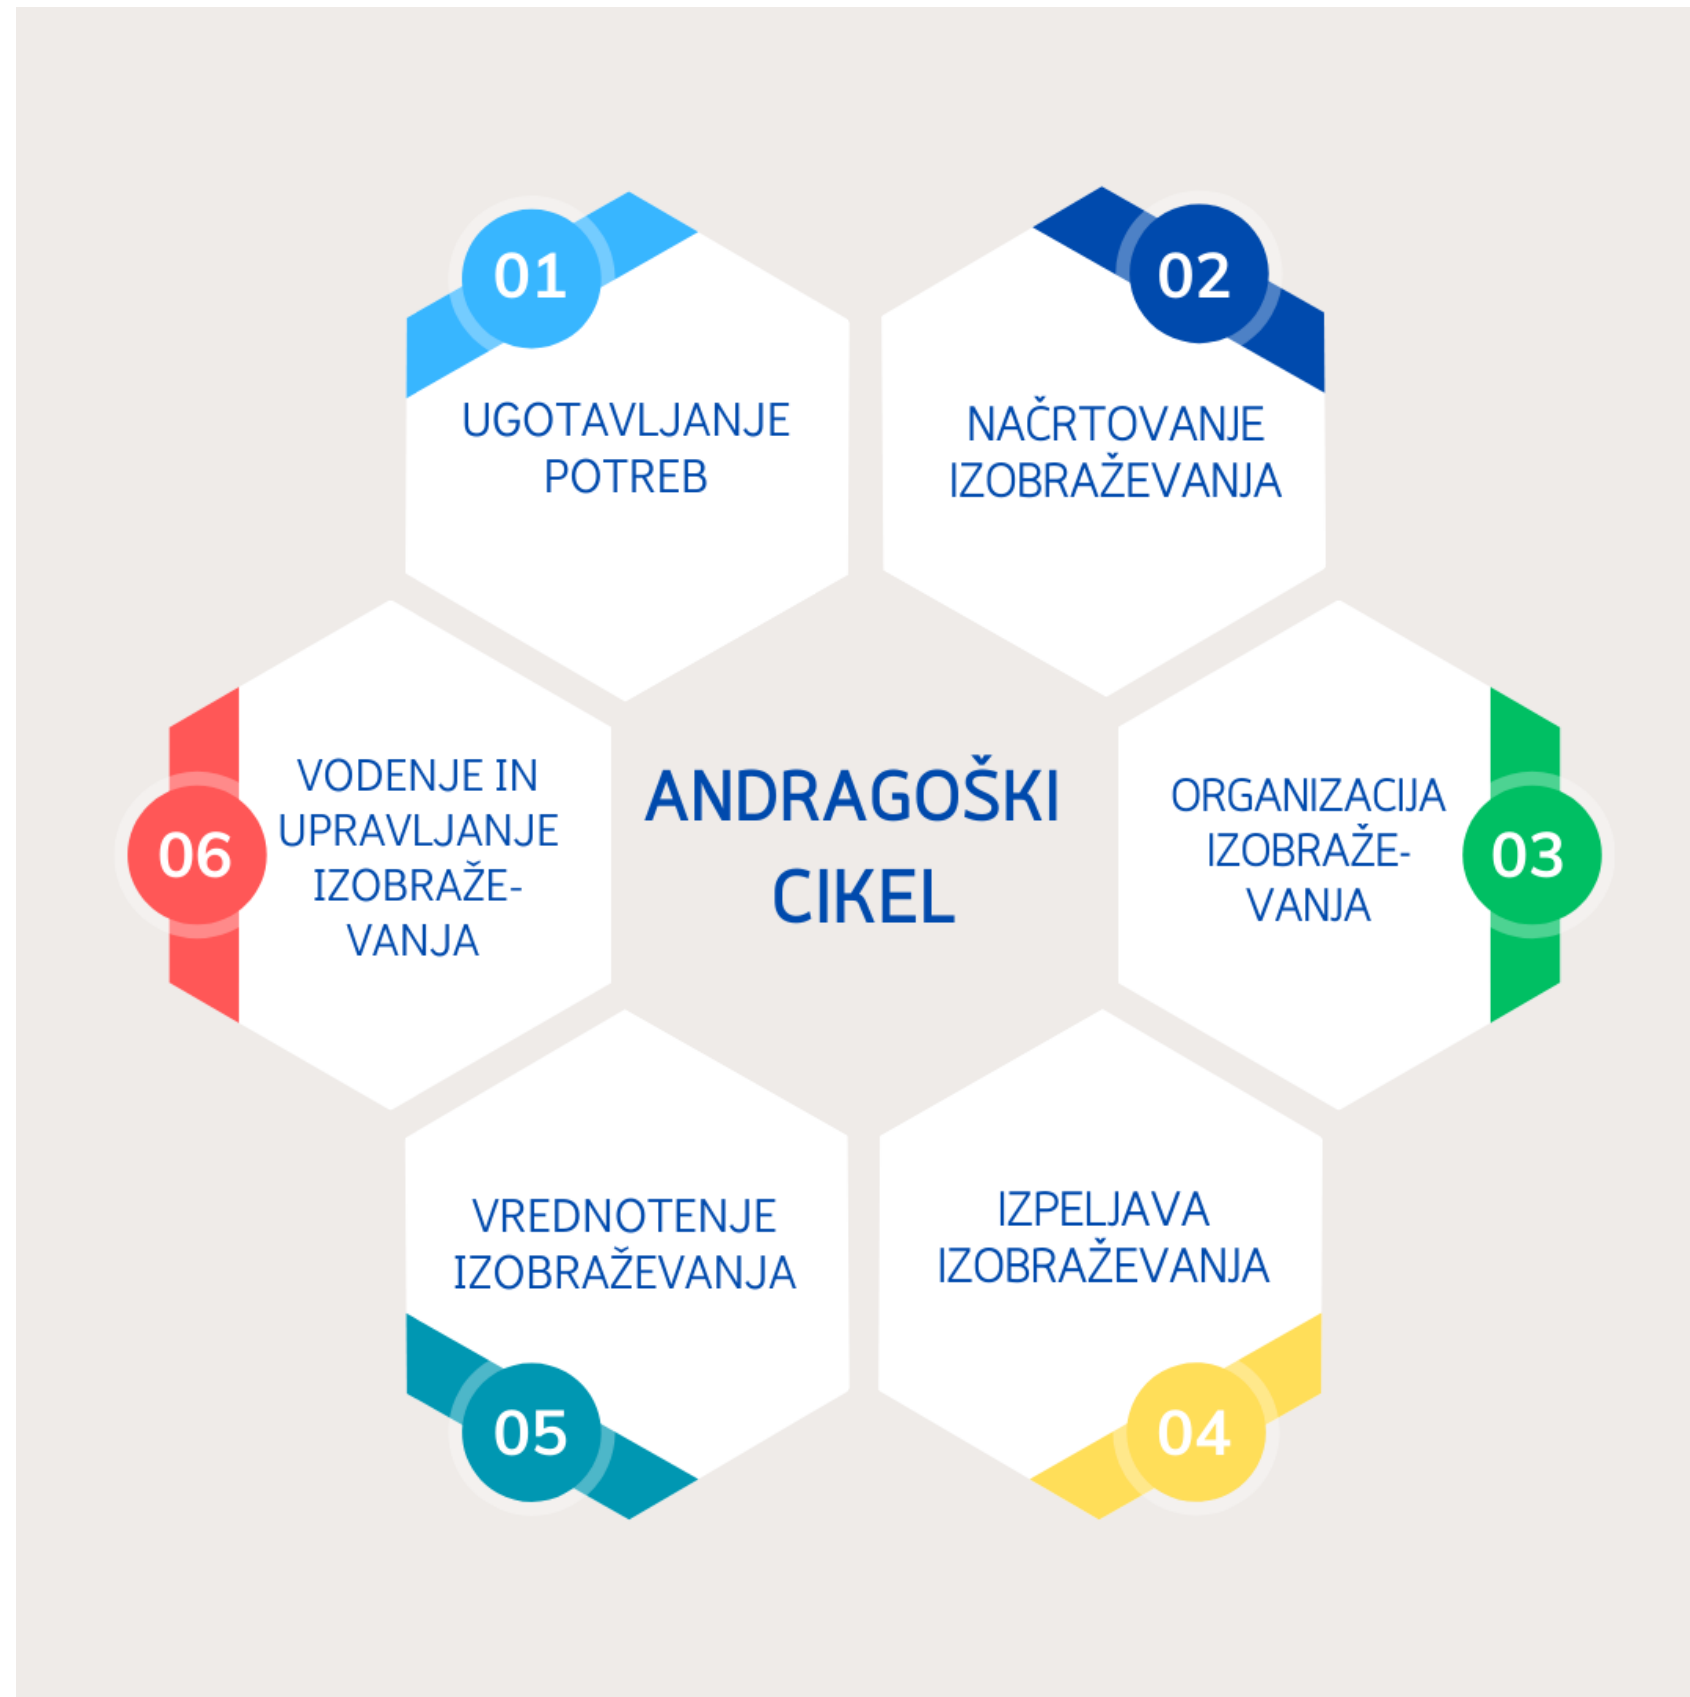 01
UGOTAVLJANJE
POTREB
02
NAČRTOVANJE
IZOBRAŽEVANJA
ANDRAGOŠKI
CIKEL
03
ORGANIZACIJA
IZOBRAŽE-
VANJA
04
IZPELJAVA
IZOBRAŽEVANJA
05
VREDNOTENJE
IZOBRAŽEVANJA
06
VODENJE IN
UPRAVLJANJE
IZOBRAŽE-
VANJA